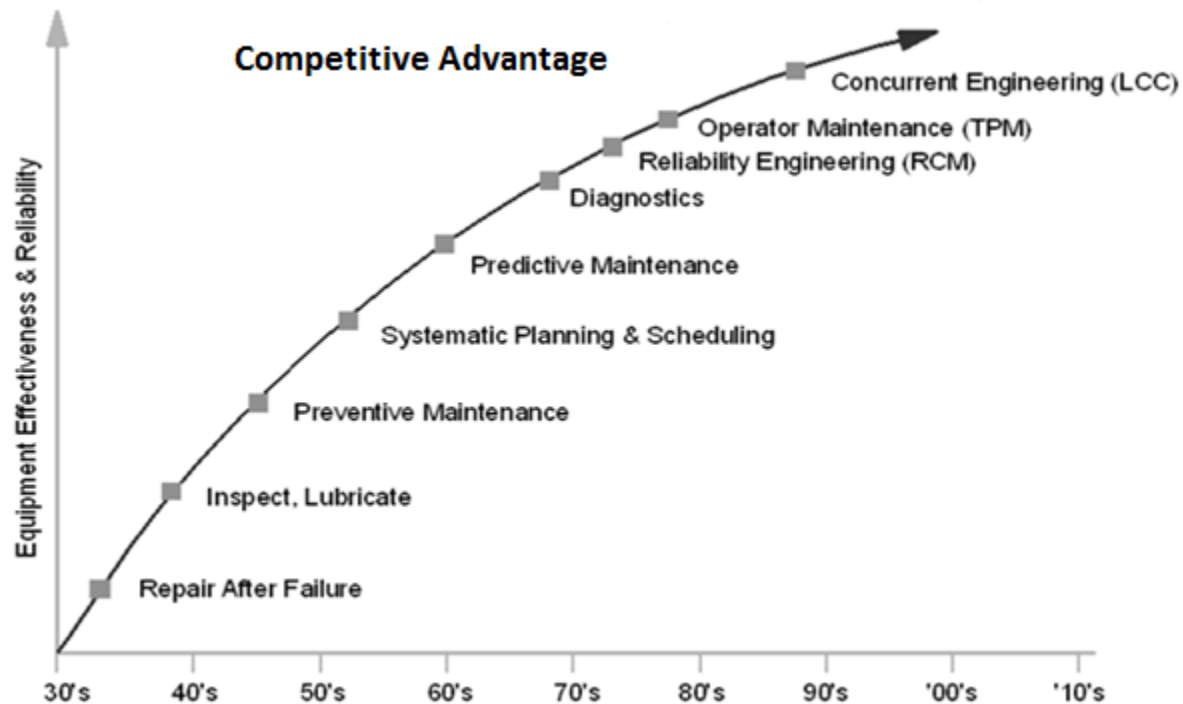 Competitive Advantage
Concurrent Engineering (LCC)
Operator Maintenance (TPM)
Reliability Engineering (RCM)
Diagnostics
Predictive Maintenance
Systematic Planning & Scheduling
Preventive Maintenance
Inspect, Lubricate
Repair After Failure
Equipment Effectiveness & Reliability
30's 40's 50's 60's 70's 80's 90's '00's '10's